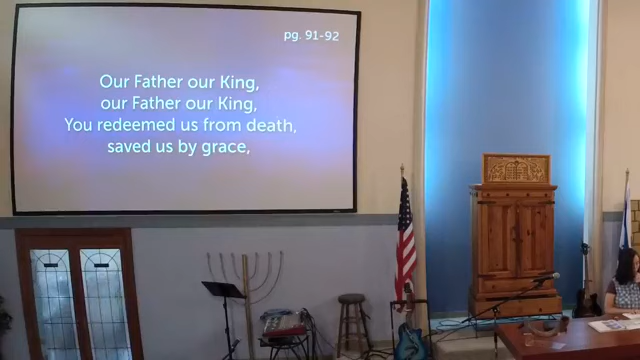 pg. 91-92
Our Father our King,
our Father our King,
You redeemed us from death,
saved us by grace,